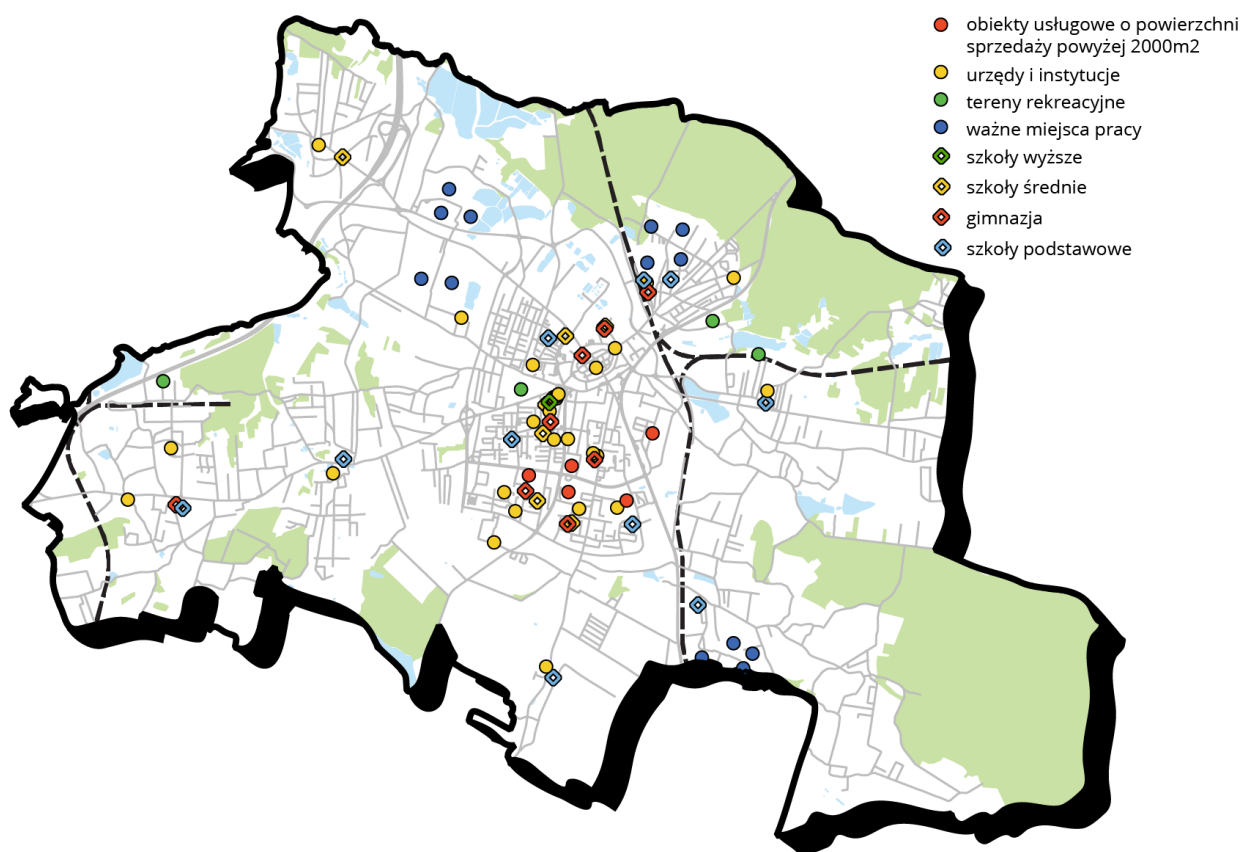 obiekty usługowe o powierzchni
sprzedaży powyżej 2000m2
urzędy i instytucje
tereny rekreacyjne
ważne miejsca pracy
szkoły wyższe
szkoły średnie
gimnazja
szkoły podstawowe